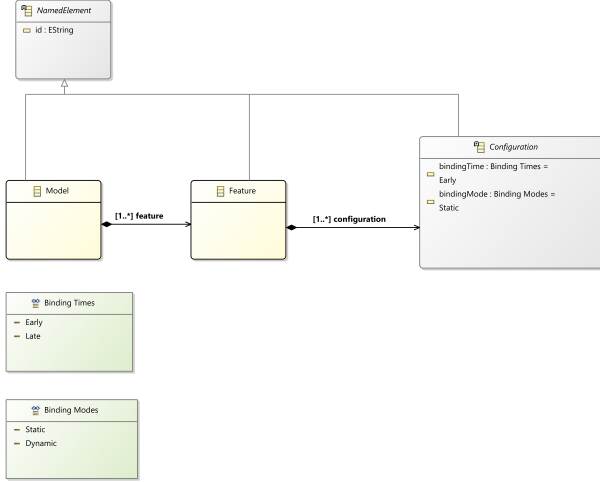 NamedElement
id : EString
Configuration
bindingTime : Binding Times =
Early
bindingMode : Binding Modes =
Static
Model
[1..*] feature
Feature
[1..*] configuration
Binding Times
Early
Late
Binding Modes
Static
Dynamic